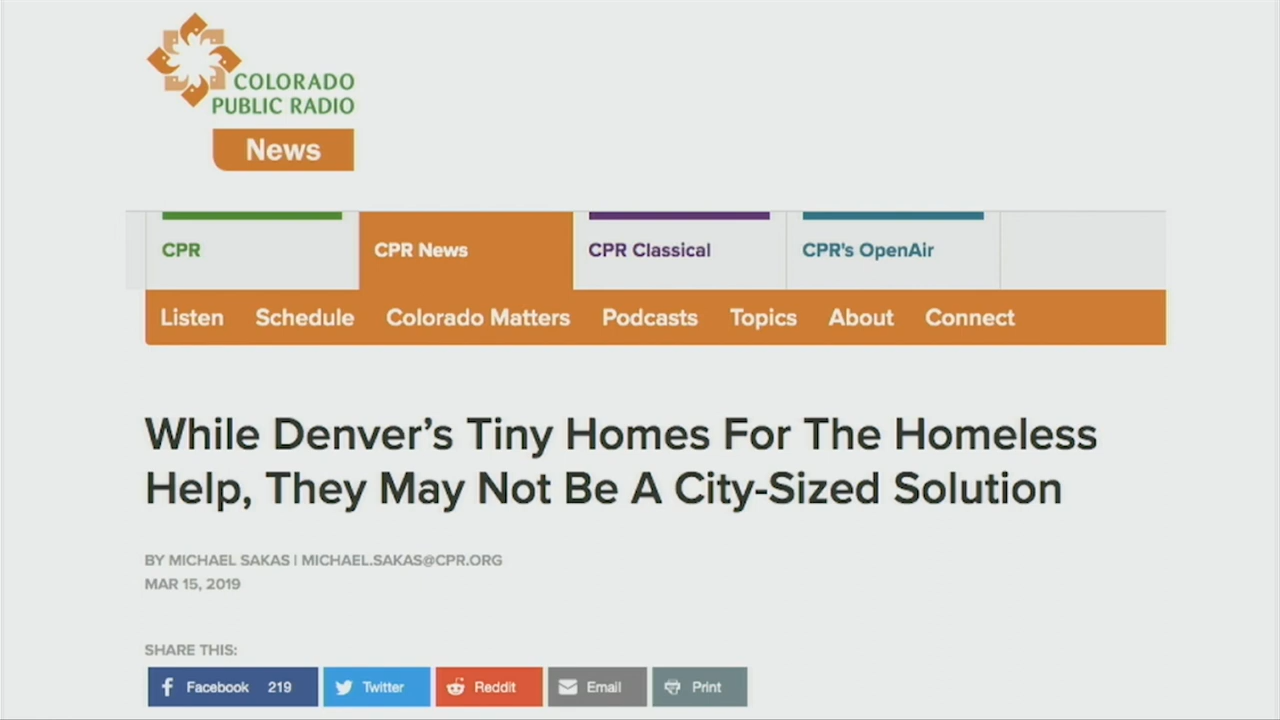 COLORADO
PUBLIC RADIO
News
CPR
CPR News
CPR Classical
CPR's OpenAir
Listen Schedule Colorado Matters Podcasts Topics About Connect
While Denver’s Tiny Homes For The Homeless
Help, They May Not Be A City-Sized Solution
BY MICHAEL SAKAS | MICHAEL.SAKAS@CPR.ORG
MAR 15, 2019
SHARE THIS:
Facebook 219 Twitter Reddit Email Print